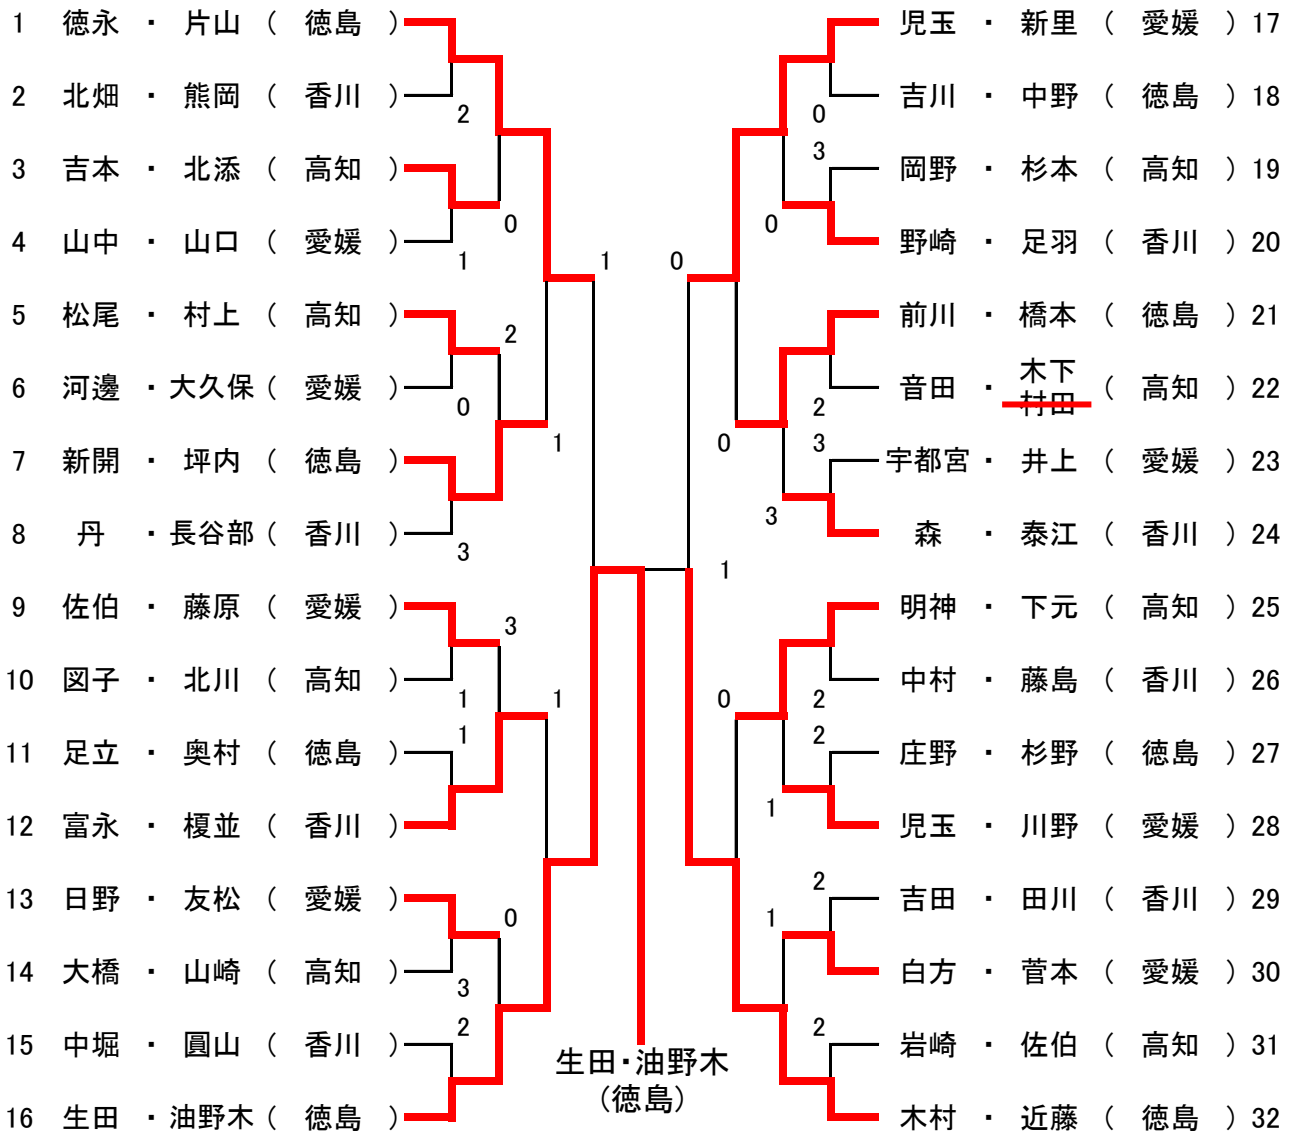 1 徳永 ・ 片山 ( 徳島 )
2 北畑 ・ 熊岡 ( 香川 )
2
3 吉本 ・ 北添 ( 高知 )
0
4 山中 ・ 山口 ( 愛媛 )
1
1
5 松尾 ・ 村上 ( 高知 )
2
6 河邊 ・ 大久保 ( 愛媛 )
0
1
7 新開 ・ 坪内 ( 徳島 )
8 丹 ・ 長谷部 ( 香川 )
3
9 佐伯 ・ 藤原 ( 愛媛 )
3
10 図子 ・ 北川 ( 高知 )
1
1
1
11 足立 ・ 奥村 ( 徳島 )
12 富永 ・ 榎並 ( 香川 )
13 日野 ・ 友松 ( 愛媛 )
0
14 大橋 ・ 山崎 ( 高知 )
3
2
15 中堀 ・ 圓山 ( 香川 )
16 生田 ・ 油野木 ( 徳島 )
生田・油野木
(徳島)
児玉 ・ 新里 ( 愛媛 ) 17
吉川 ・ 中野 ( 徳島 ) 18
0
3
岡野 ・ 杉本 ( 高知 ) 19
0
野崎 ・ 足羽 ( 香川 ) 20
0
前川 ・ 橋本 ( 徳島 ) 21
木下
音田 ・ 村田 ( 高知 ) 22
2
0
3
宇都宮 ・ 井上 ( 愛媛 ) 23
3
森 ・ 泰江 ( 香川 ) 24
1
明神 ・ 下元 ( 高知 ) 25
中村 ・ 藤島 ( 香川 ) 26
0
2
2
庄野 ・ 杉野 ( 徳島 ) 27
1
児玉 ・ 川野 ( 愛媛 ) 28
2
吉田 ・ 田川 ( 香川 ) 29
1
白方 ・ 菅本 ( 愛媛 ) 30
2
岩崎 ・ 佐伯 ( 高知 ) 31
木村 ・ 近藤 ( 徳島 ) 32